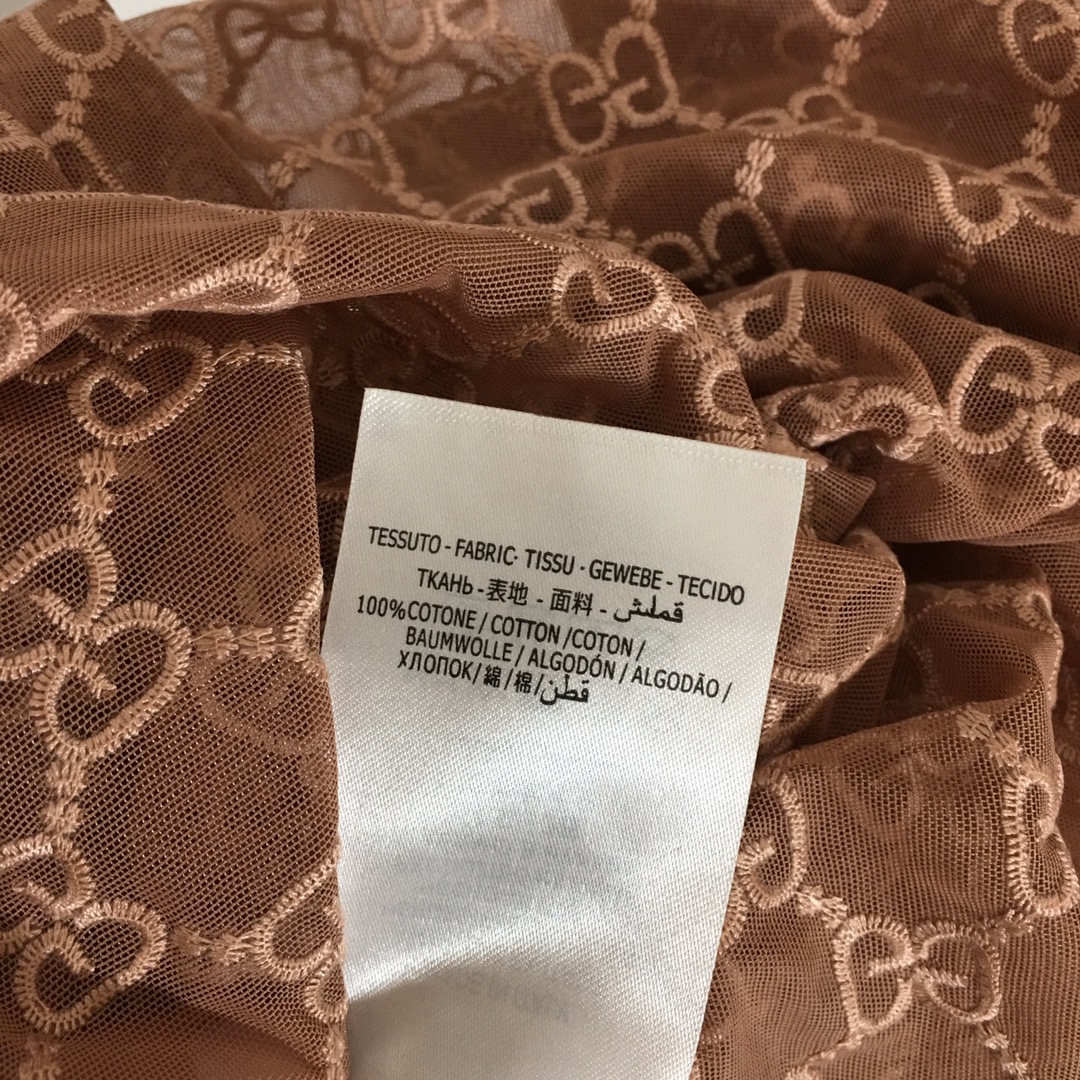 TESSUTO - FABRIC· TISSU · GEWEBE - TECIDO
ТКАНЬ - 表地 - 面料 - قملىش
100%COTONE / COTTON /COTON /
BAUMWOLLE / ALGODÓN / ALGODÃO /
ХЛОПОК/ 綿/ 棉/قطن